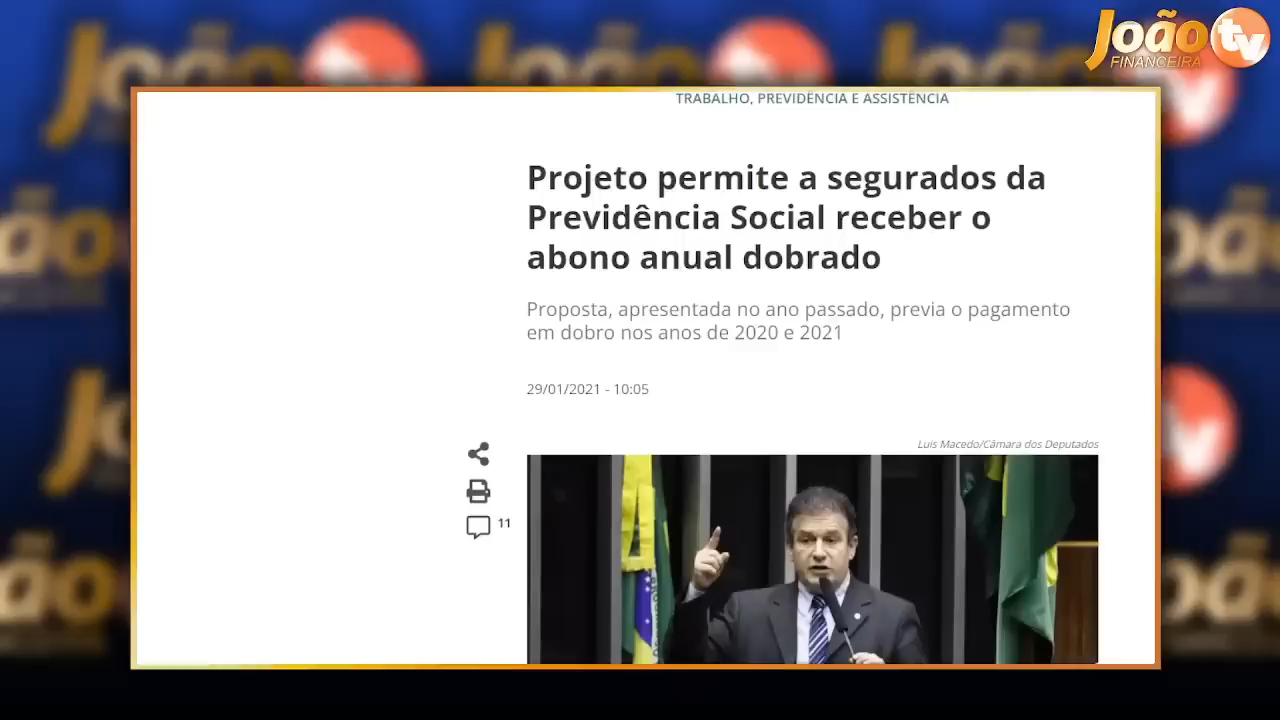 João tv
FINANCEIRA
TRABALHO, PREVIDÊNCIA E ASSISTÊNCIA
Projeto permite a segurados da
Previdência Social receber o
abono anual dobrado
Proposta, apresentada no ano passado, previa o pagamento
em dobro nos anos de 2020 e 2021
29/01/2021 - 10:05
Luis Macedo/Câmara dos Deputados
11